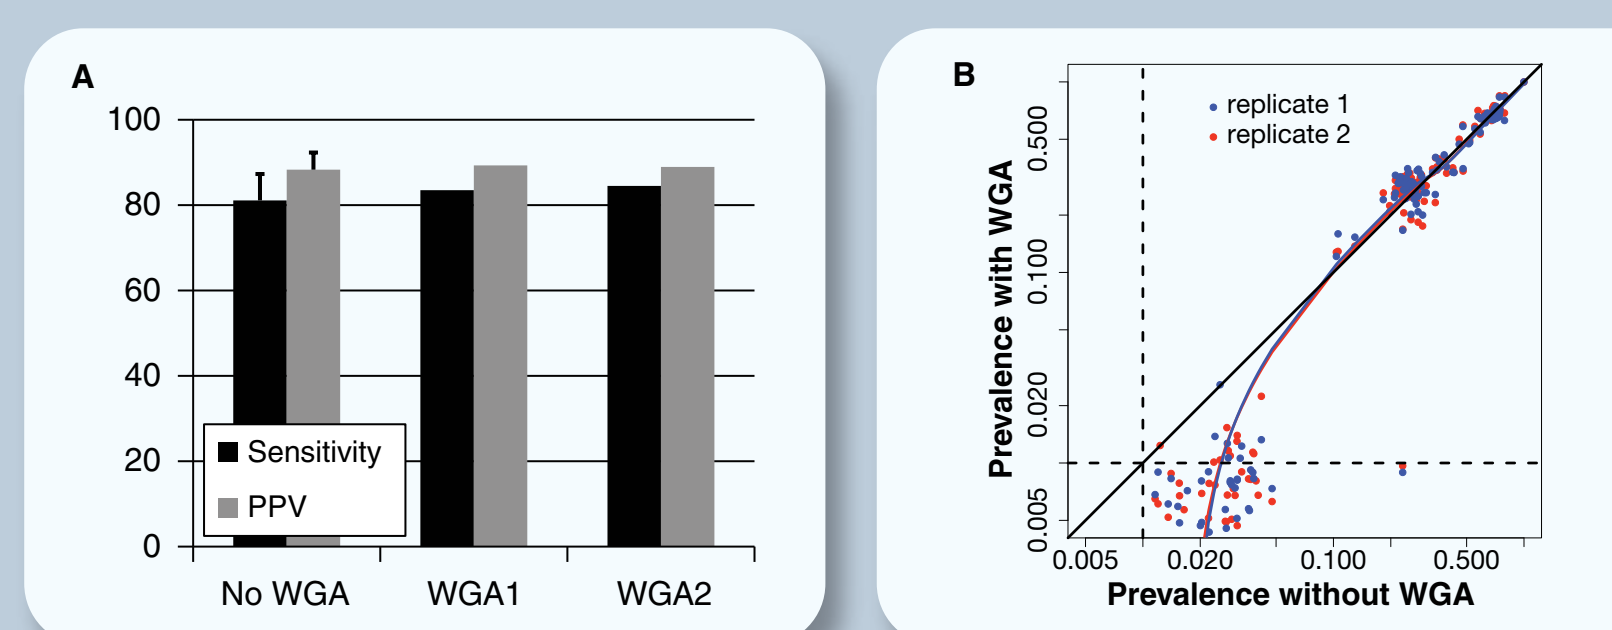 A
100
80
60
40
20
0
Sensitivity
PPV
No WGA
WGA1
WGA2
B
replicate 1
replicate 2
Prevalence with WGA
0.500
0.100
0.020
0.005
0.005
0.020
0.100
0.500
Prevalence without WGA